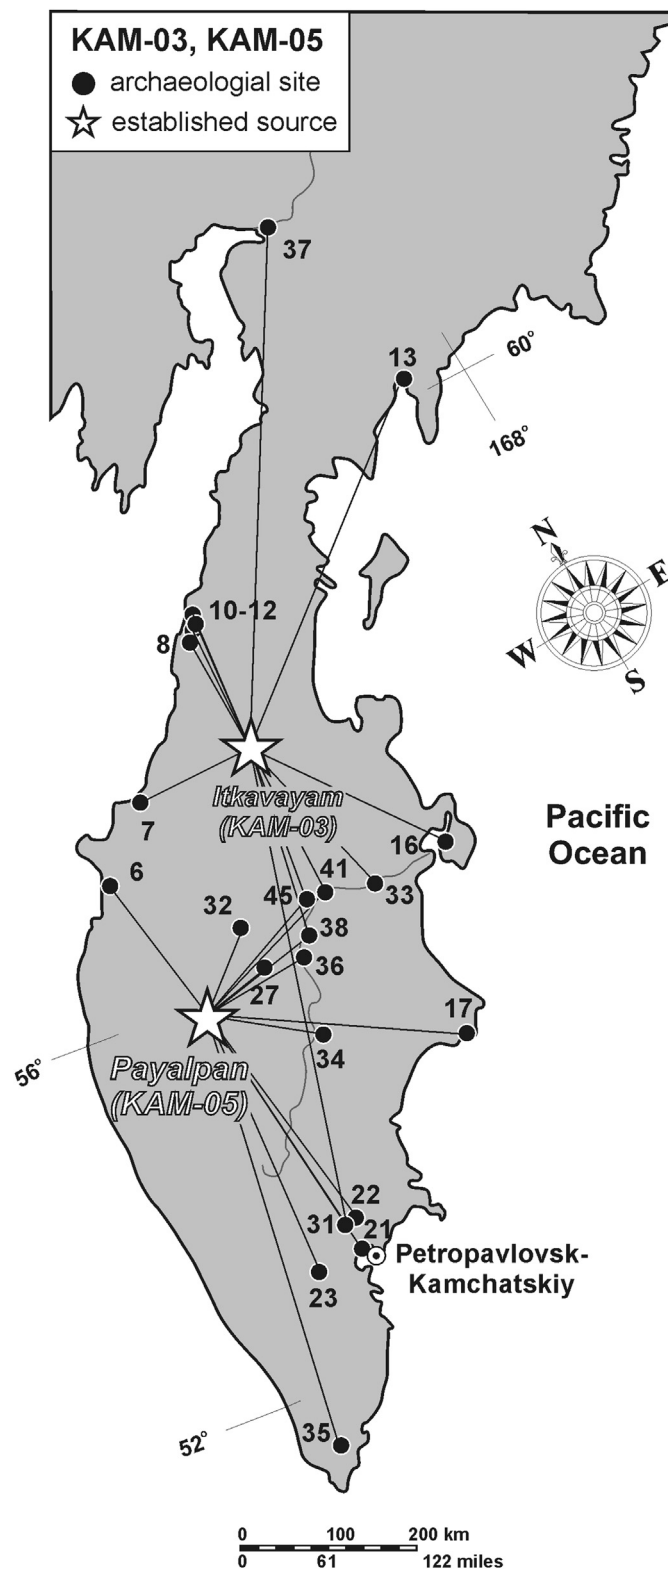 KAM-03, KAM-05
archaeologial site
established source
37
13
60°
168°
N
E
W
S
10-12
8
Itkavayam
(KAM-03)
7
Pacific
Ocean
16
6
41
33
45
32
38
36
27
17
34
56°
Payalpan
(KAM-05)
22
31
21
Petropavlovsk-
Kamchatskiy
23
35
52°
0 100 200 km
0 61 122 miles